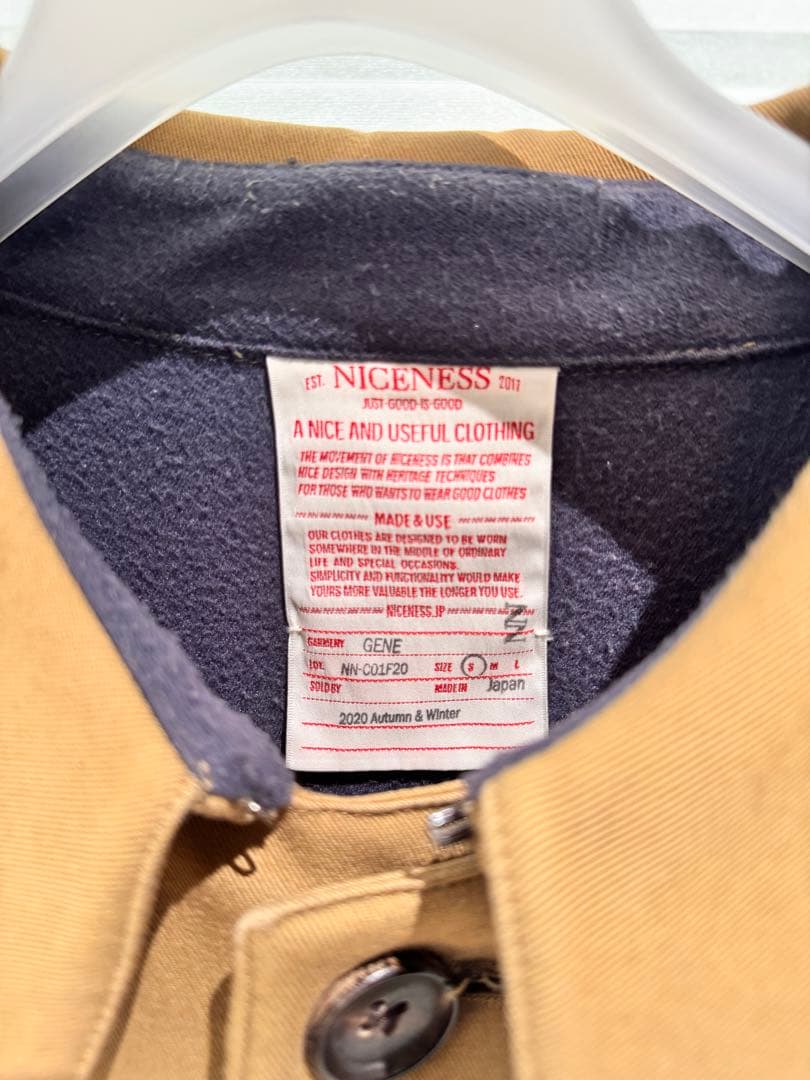 EST. NICENESS 2017
JUST-GOOD-IS-GOOD
A NICE AND USEFUL CLOTHING
THE MOVEMENT OF NICENESS IS THAT COMBINES
NICE DESIGN WITH HERITAGE TECHNIQUES
FOR THOSE WHO WANTS TO WEAR GOOD CLOTHES
MADE & USE
OUR CLOTHES ARE DESIGNED TO BE WORN
SOMEWHERE IN THE MIDDLE OF ORDINARY
LIFE AND SPECIAL OCCASIONS.
SIMPLICITY AND FUNCTIONALITY WOULD MAKE
YOURS MORE VALUABLE THE LONGER YOU USE.
NICENESS.JP
NN
GARMENT GENE
LOT. NN-C01F20 SIZE S M L
SOLD BY MADE IN Japan
2020 Autumn & Winter